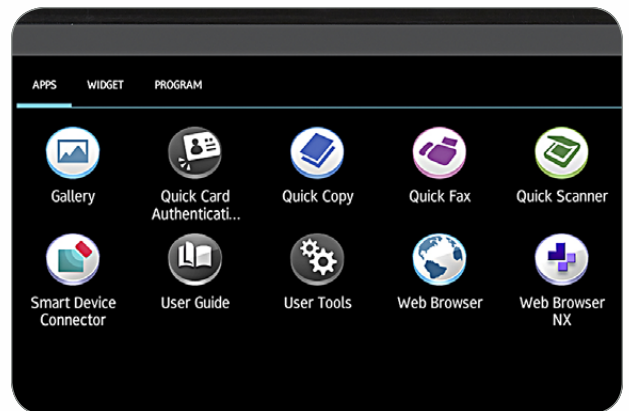 APPS WIDGET PROGRAM
Gallery
Quick Card
Authenticati...
Quick Copy
Quick Fax
Quick Scanner
Smart Device
Connector
User Guide
User Tools
Web Browser
Web Browser
NX